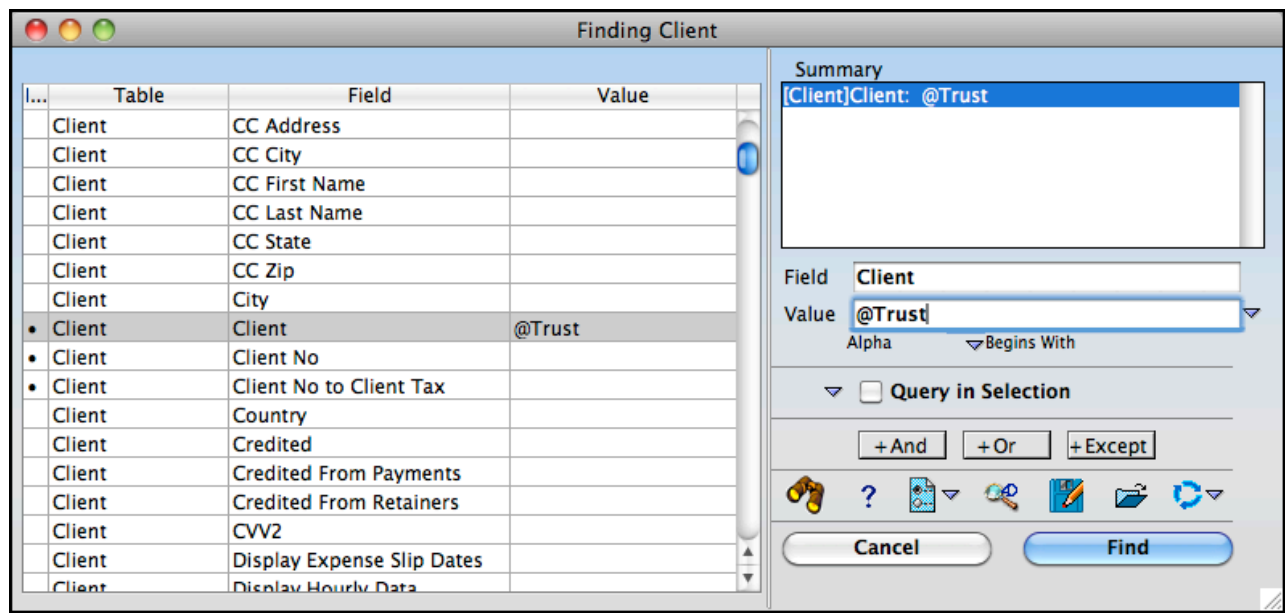 Finding Client
I... Table Field Value
Client CC Address
Client CC City
Client CC First Name
Client CC Last Name
Client CC State
Client CC Zip
Client City
• Client Client @Trust
• Client Client No
• Client Client No to Client Tax
Client Country
Client Credited
Client Credited From Payments
Client Credited From Retainers
Client CVV2
Client Display Expense Slip Dates
Client Display Hourly Data
Summary
[Client]Client: @Trust
Field Client
Value @Trust
Alpha Begins With
Query in Selection
+And +Or +Except
?
Cancel Find